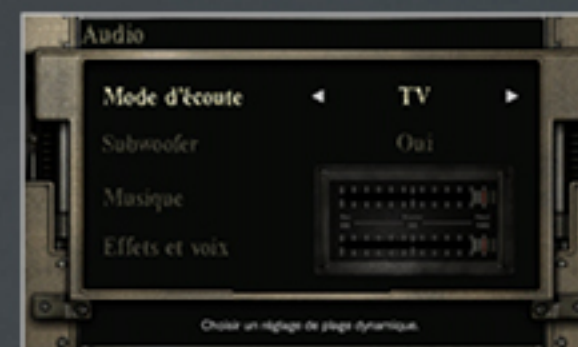 Audio
Mode d'écoute ◄ TV ►
Subwoofer Oui
Musique
Effets et voix
Choisir un réglage de plage dynamique.